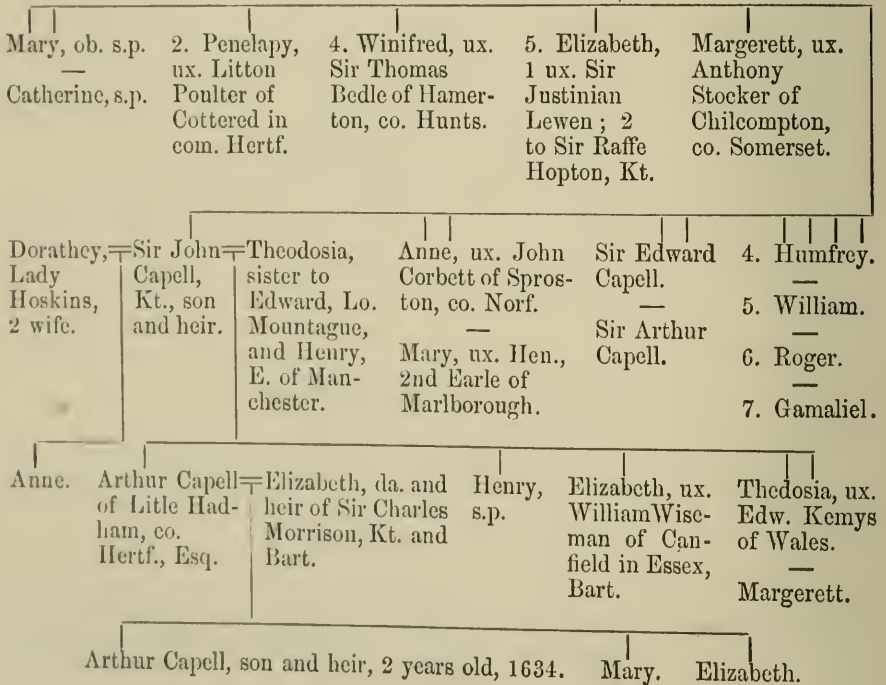 Mary, ob. s.p.
—
Catherine, s.p.
2. Penelapy,
ux. Litton
Poulter of
Cottered in
com. Hertf.
4. Winifred, ux.
Sir Thomas
Bedle of Hamer-
ton, co. Hunts.
5. Elizabeth,
1 ux. Sir
Justinian
Lewen; 2
to Sir Raffe
Hopton, Kt.
Margerett, ux.
Anthony
Stocker of
Chilcompton,
co. Somerset.
Dorathey,
Lady
Hoskins,
2 wife.
Sir John
Capell,
Kt., son
and heir.
Theodosia,
sister to
Edward, Lo.
Mountague,
and Henry,
E. of Man-
chester.
Anne, ux. John
Corbett of Spros-
ton, co. Norf.
—
Mary, ux. Hen.,
2nd Earle of
Marlborough.
Sir Edward
Capell.
—
Sir Arthur
Capell.
4. Humfrey.
—
5. William.
—
6. Roger.
—
7. Gamaliel.
Anne.
Arthur Capell
of Litle Had-
ham, co.
Hertf., Esq.
Elizabeth, da. and
heir of Sir Charles
Morrison, Kt. and
Bart.
Henry,
s.p.
Elizabeth, ux.
William Wise-
man of Can-
field in Essex,
Bart.
Thedosia, ux.
Edw. Kemys
of Wales.
—
Margerett.
Arthur Capell, son and heir, 2 years old, 1634.
Mary.
Elizabeth.